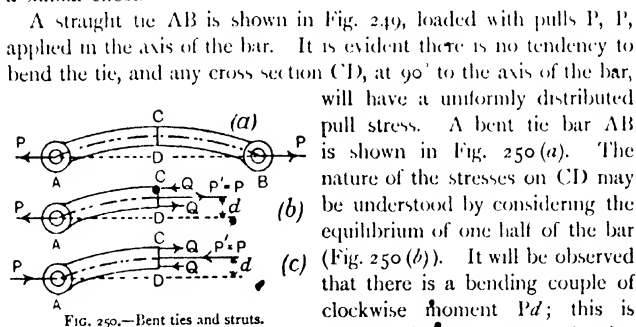 A straight tie AB is shown in Fig. 249, loaded with pulls P, P,
applied in the axis of the bar. It is evident there is no tendency to
bend the tie, and any cross section CD, at 90° to the axis of the bar,
will have a uniformly distributed
pull stress. A bent tie bar AB
is shown in Fig. 250 (a). The
nature of the stresses on CD may
be understood by considering the
equilibrium of one half of the bar
(Fig. 250 (b)). It will be observed
that there is a bending couple of
clockwise moment Pd; this is
C (a)
P P
D
A B
C Q P'=P
P Q d (b)
D
A
C Q P'=P
P Q d (c)
D
A
FIG. 250.—Bent ties and struts.